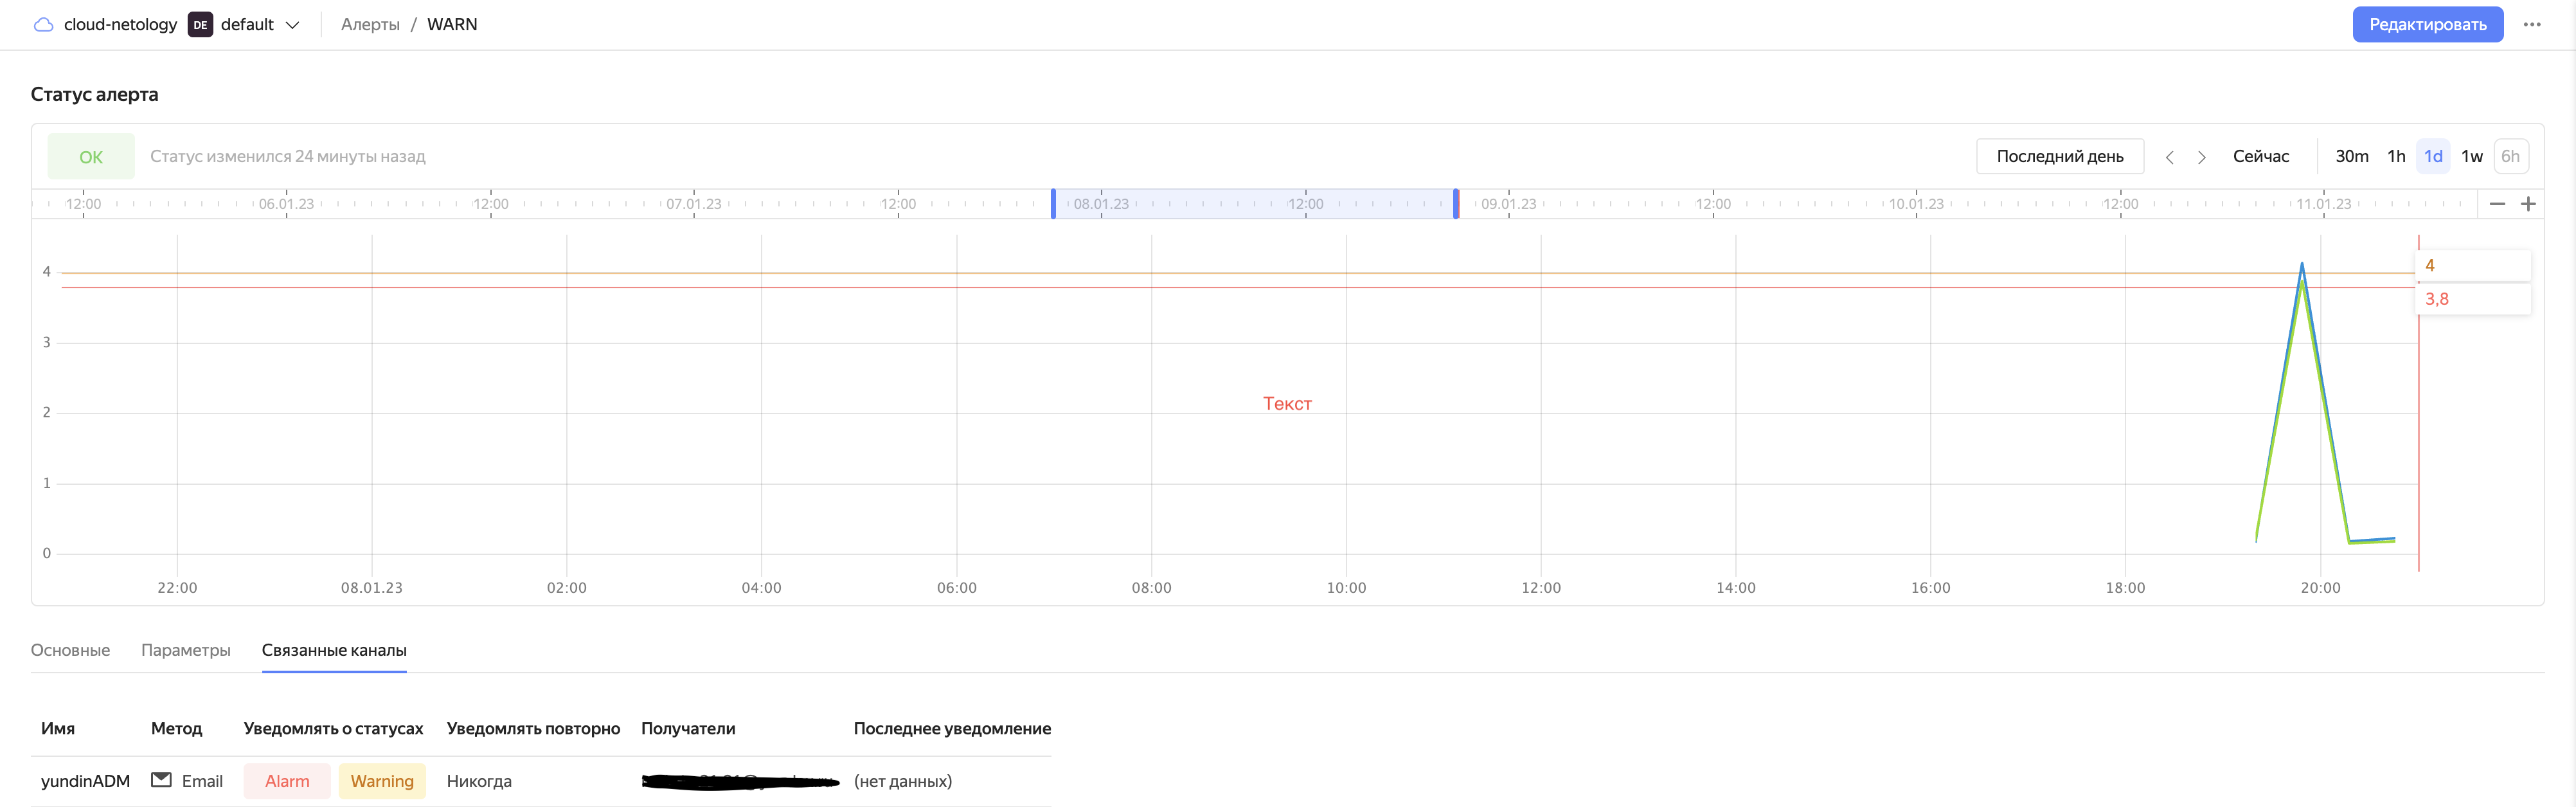 cloud-netology DE default Алерты / WARN Редактировать
Статус алерта
OK Статус изменился 24 минуты назад Последний день Сейчас 30m 1h 1d 1w 6h
12:00 06.01.23 12:00 07.01.23 12:00 08.01.23 12:00 09.01.23 12:00 10.01.23 12:00 11.01.23
4
4
3,8
3
Текст
2
1
0
22:00 08.01.23 02:00 04:00 06:00 08:00 10:00 12:00 14:00 16:00 18:00 20:00
Основные Параметры Связанные каналы
Имя Метод Уведомлять о статусах Уведомлять повторно Получатели Последнее уведомление
yundinADM Email Alarm Warning Никогда (нет данных)